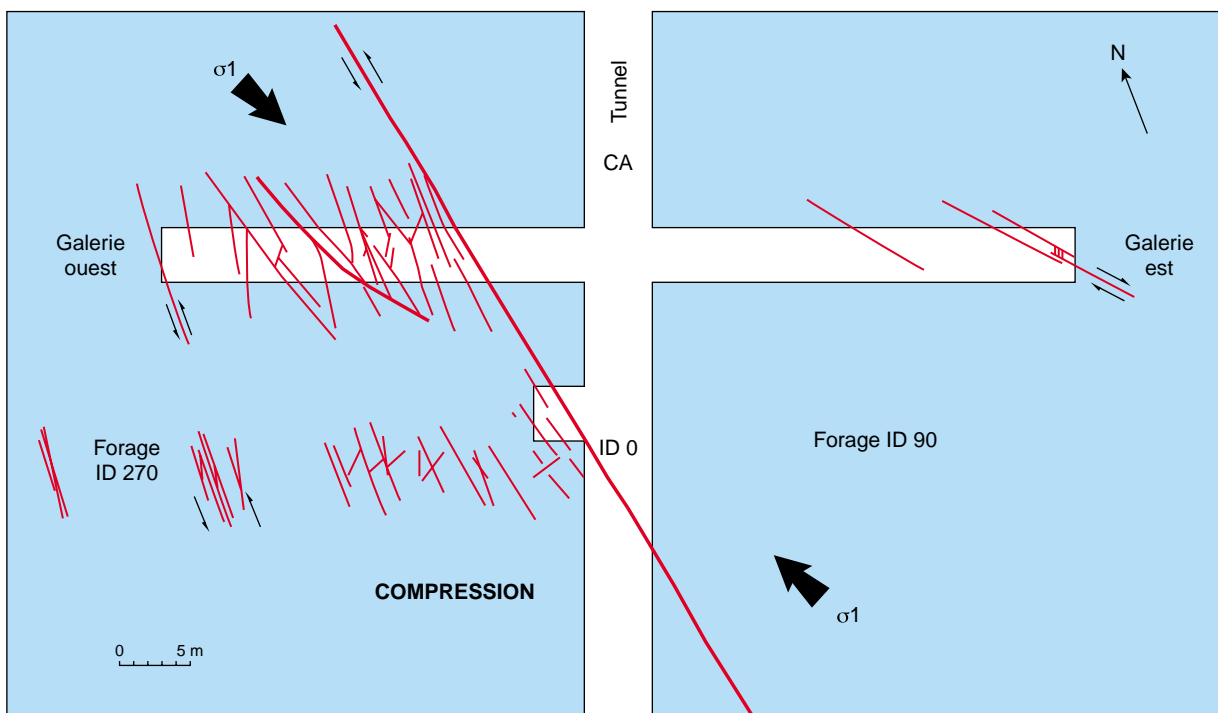 σ1
Tunnel
CA
N
Galerie
ouest
Galerie
est
Forage
ID 270
ID 0
Forage ID 90
COMPRESSION
σ1
0 5 m